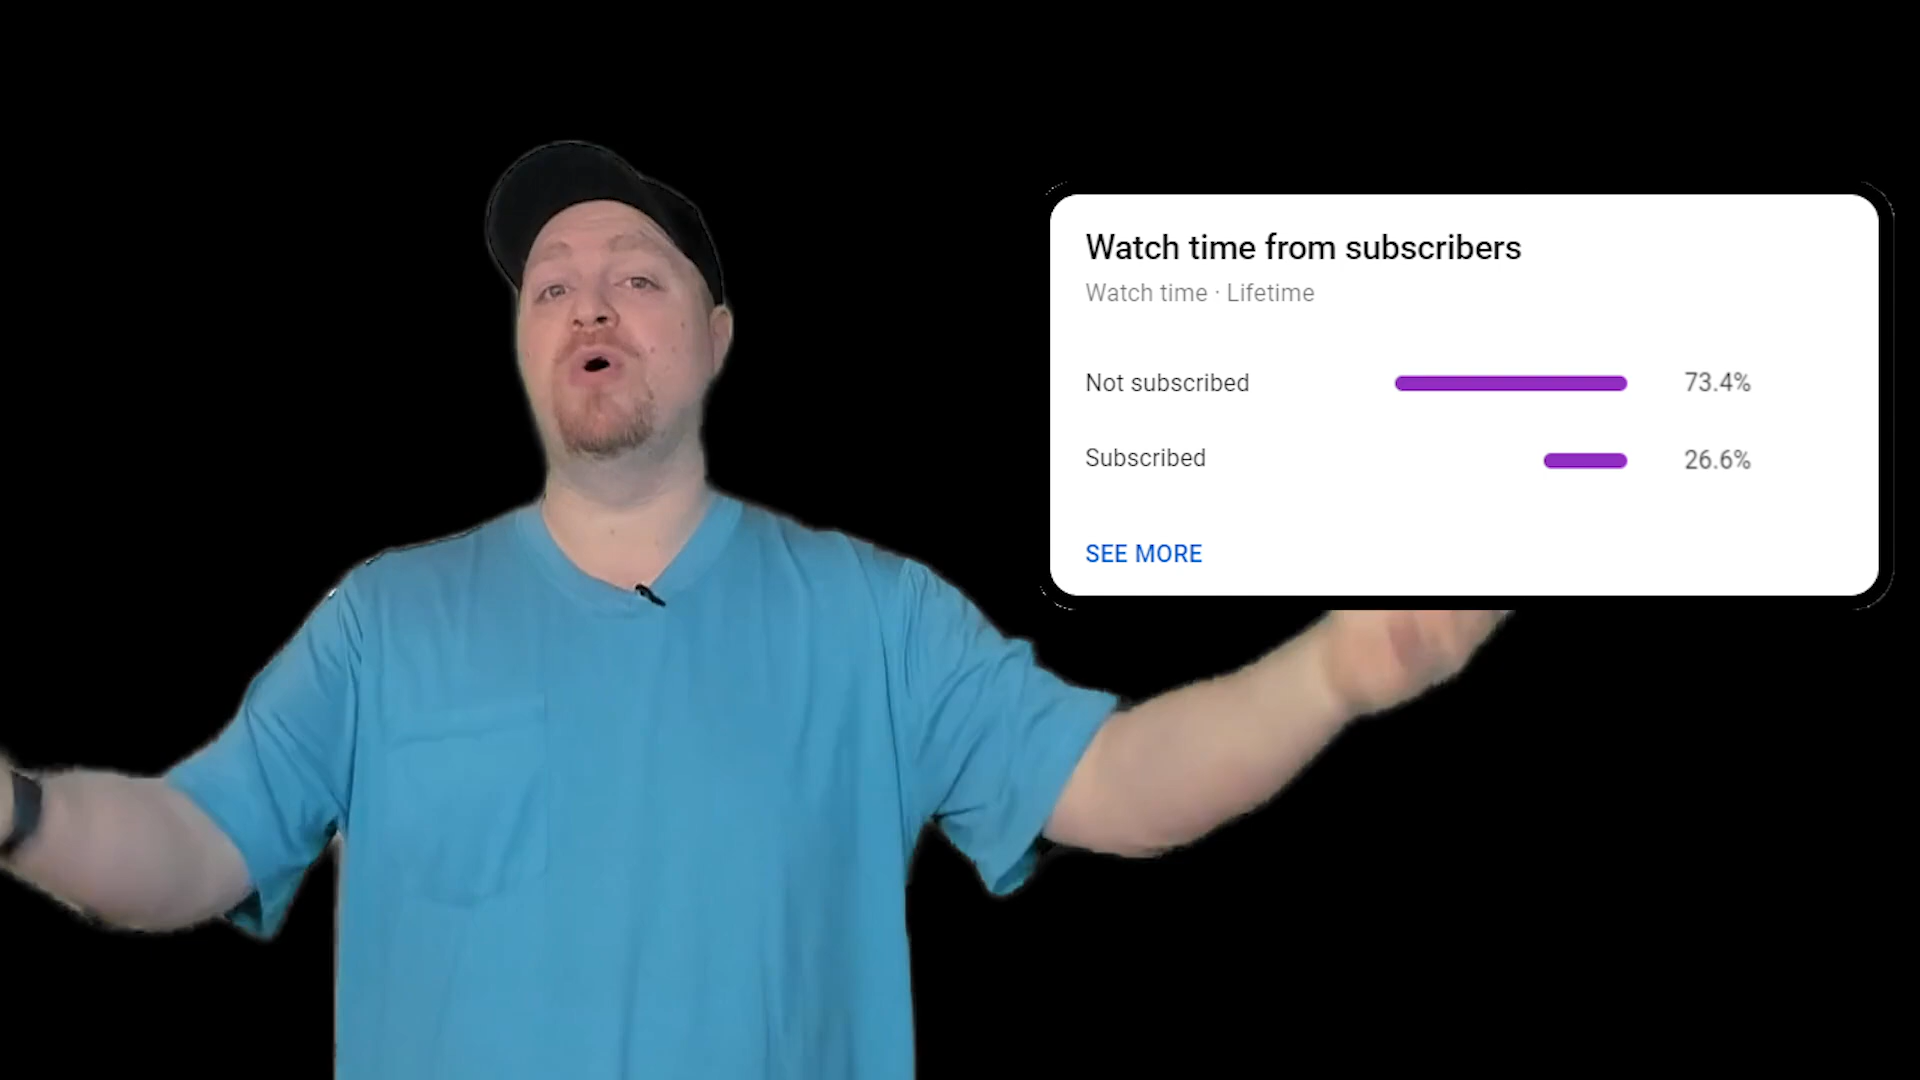 Watch time from subscribers
Watch time · Lifetime
Not subscribed 73.4%
Subscribed 26.6%
SEE MORE